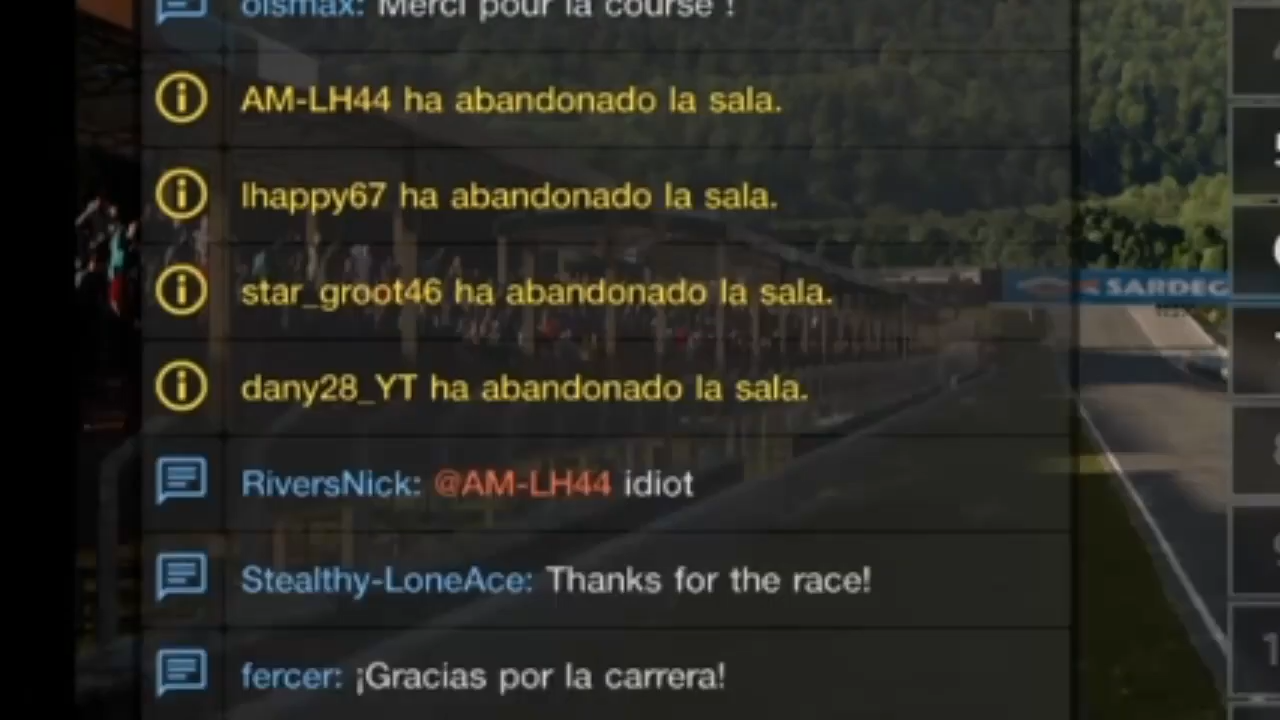 oismax: Merci pour la course !
AM-LH44 ha abandonado la sala.
lhappy67 ha abandonado la sala.
star_groot46 ha abandonado la sala.
SARDEG
dany28_YT ha abandonado la sala.
RiversNick: @AM-LH44 idiot
Stealthy-LoneAce: Thanks for the race!
fercer: ¡Gracias por la carrera!